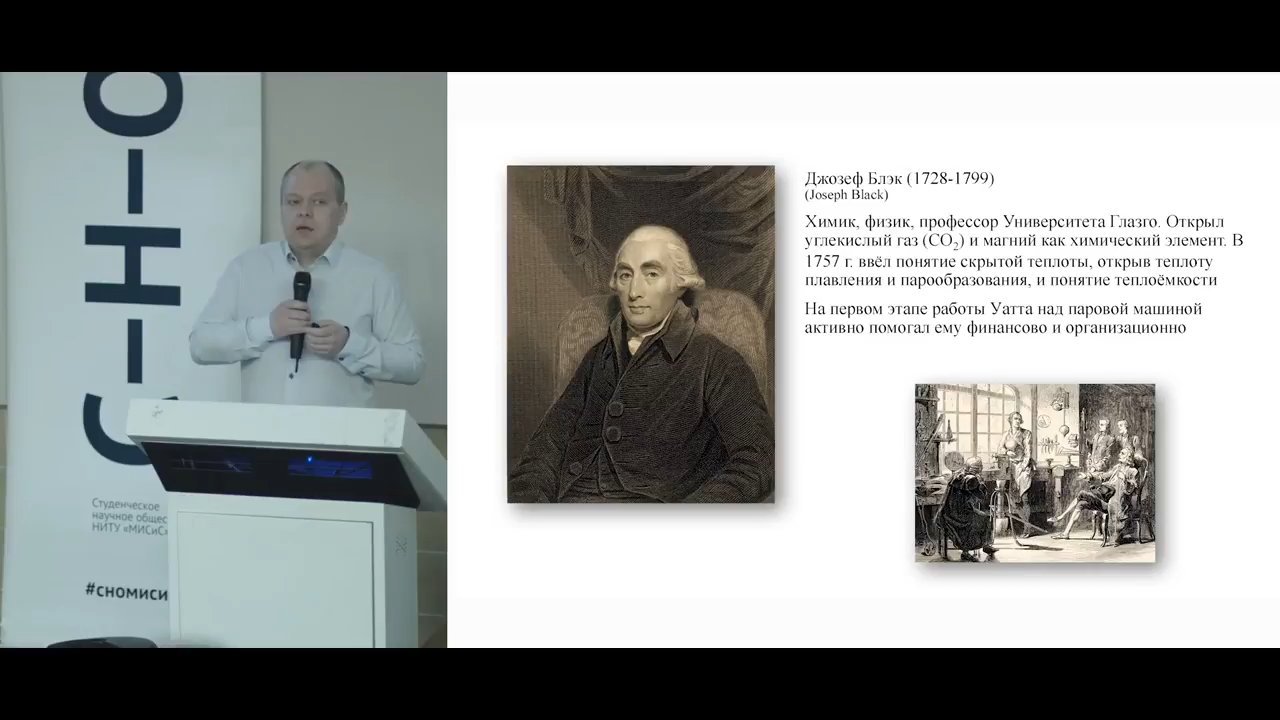 С-Н-О
Студенческое
научное общес
НИТУ «МИСиС
#сномиси
Джозеф Блэк (1728-1799)
(Joseph Black)
Химик, физик, профессор Университета Глазго. Открыл
углекислый газ (CO₂) и магний как химический элемент. В
1757 г. ввёл понятие скрытой теплоты, открыв теплоту
плавления и парообразования, и понятие теплоёмкости
На первом этапе работы Уатта над паровой машиной
активно помогал ему финансово и организационно